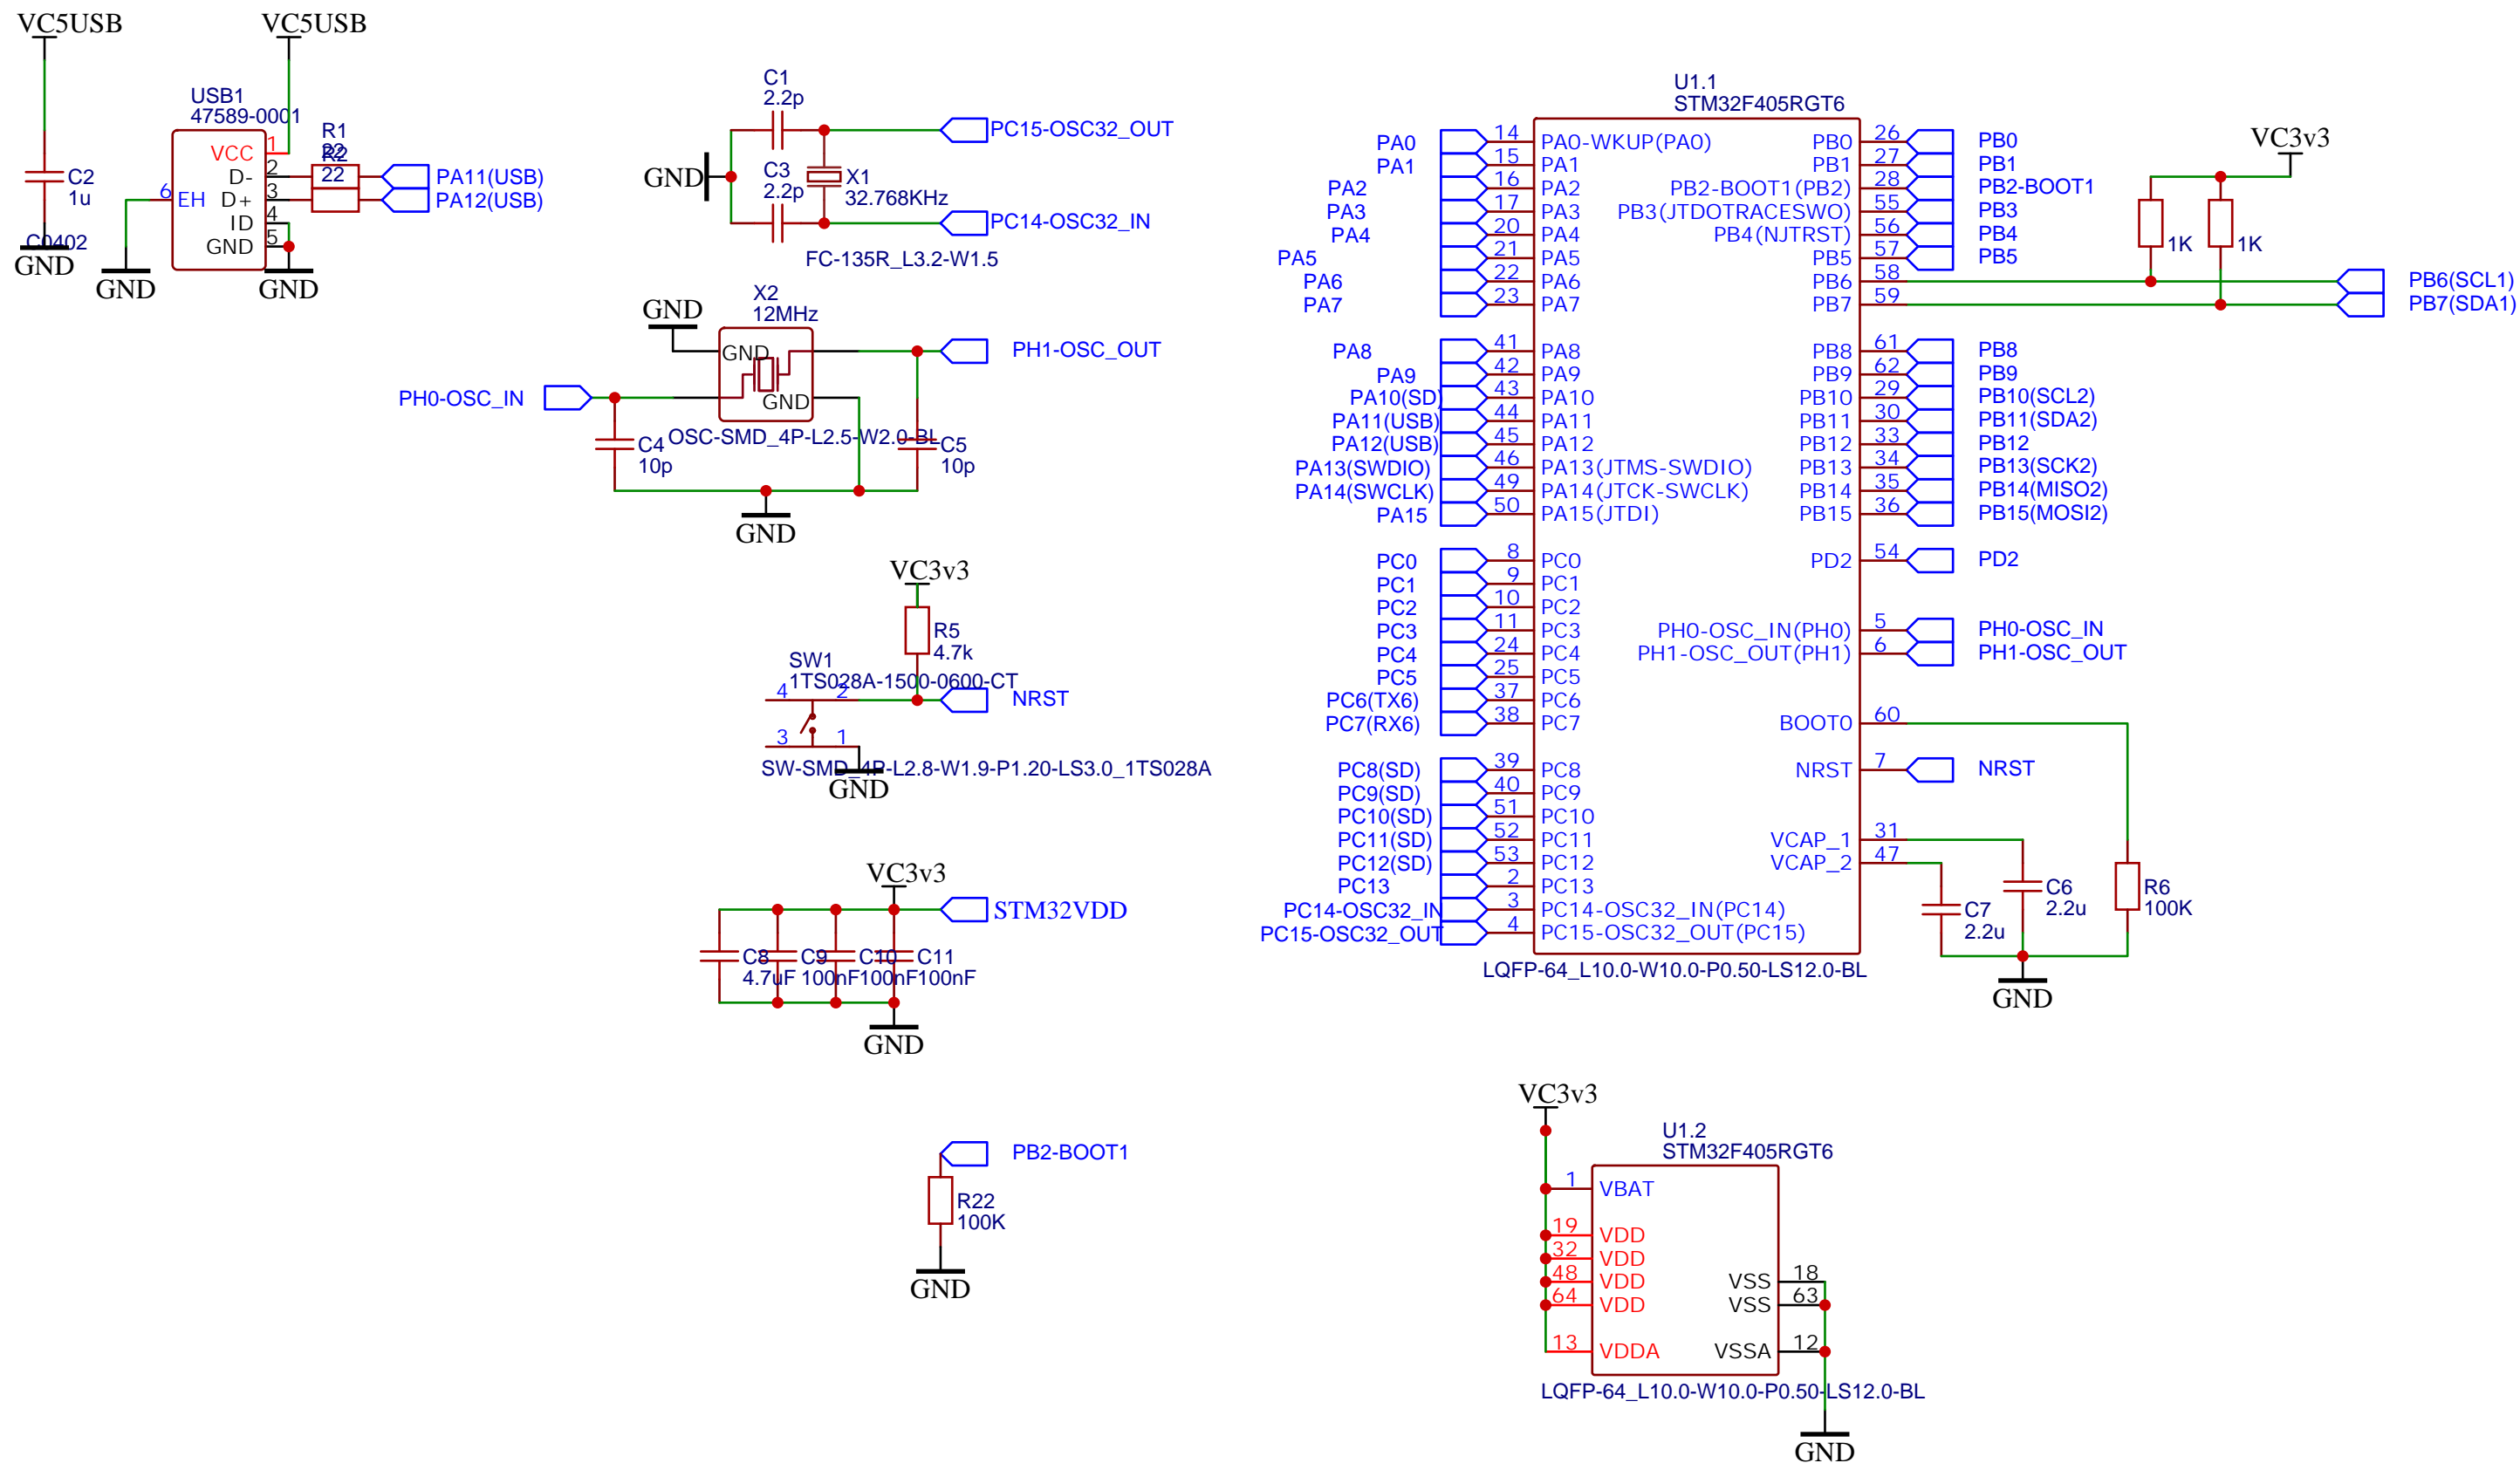 VC5USB
VC5USB
USB1
47589-0001
VCC 1
D- 2
D+ 3
ID 4
GND 5
6 EH
R1
22
R2
22
PA11(USB)
PA12(USB)
C2
1u
C0402
GND
GND
GND
C1
2.2p
C3
2.2p
GND
X1
32.768KHz
PC15-OSC32_OUT
PC14-OSC32_IN
FC-135R_L3.2-W1.5
X2
12MHz
GND
GND
GND
PH1-OSC_OUT
PH0-OSC_IN
OSC-SMD_4P-L2.5-W2.0-BL
C4
10p
C5
10p
GND
VC3v3
R5
4.7k
SW1
1TS028A-1500-0600-CT
4 2
3 1
NRST
SW-SMD_4P-L2.8-W1.9-P1.20-LS3.0_1TS028A
GND
VC3v3
STM32VDD
C8
4.7uF
C9
100nF
C10
100nF
C11
100nF
GND
PB2-BOOT1
R22
100K
GND
U1.1
STM32F405RGT6
PA0 14 PA0-WKUP(PA0)
PA1 15 PA1
PA2 16 PA2
PA3 17 PA3
PA4 20 PA4
PA5 21 PA5
PA6 22 PA6
PA7 23 PA7
PA8 41 PA8
PA9 42 PA9
PA10(SD) 43 PA10
PA11(USB) 44 PA11
PA12(USB) 45 PA12
PA13(SWDIO) 46 PA13(JTMS-SWDIO)
PA14(SWCLK) 49 PA14(JTCK-SWCLK)
PA15 50 PA15(JTDI)
PC0 8 PC0
PC1 9 PC1
PC2 10 PC2
PC3 11 PC3
PC4 24 PC4
PC5 25 PC5
PC6(TX6) 37 PC6
PC7(RX6) 38 PC7
PC8(SD) 39 PC8
PC9(SD) 40 PC9
PC10(SD) 51 PC10
PC11(SD) 52 PC11
PC12(SD) 53 PC12
PC13 2 PC13
PC14-OSC32_IN 3 PC14-OSC32_IN(PC14)
PC15-OSC32_OUT 4 PC15-OSC32_OUT(PC15)
PB0 26 PB0
PB1 27 PB1
PB2-BOOT1(PB2) 28 PB2-BOOT1
PB3(JTDOTRACESWO) 55 PB3
PB4(NJTRST) 56 PB4
PB5 57 PB5
PB6 58 PB6(SCL1)
PB7 59 PB7(SDA1)
VC3v3
1K
1K
PB8 61 PB8
PB9 62 PB9
PB10 29 PB10(SCL2)
PB11 30 PB11(SDA2)
PB12 33 PB12
PB13 34 PB13(SCK2)
PB14 35 PB14(MISO2)
PB15 36 PB15(MOSI2)
PD2 54 PD2
PH0-OSC_IN(PH0) 5 PH0-OSC_IN
PH1-OSC_OUT(PH1) 6 PH1-OSC_OUT
BOOT0 60
NRST 7 NRST
VCAP_1 31
VCAP_2 47
C7
2.2u
C6
2.2u
R6
100K
GND
LQFP-64_L10.0-W10.0-P0.50-LS12.0-BL
VC3v3
U1.2
STM32F405RGT6
1 VBAT
19 VDD
32 VDD
48 VDD
64 VDD
13 VDDA
VSS 18
VSS 63
VSSA 12
LQFP-64_L10.0-W10.0-P0.50-LS12.0-BL
GND